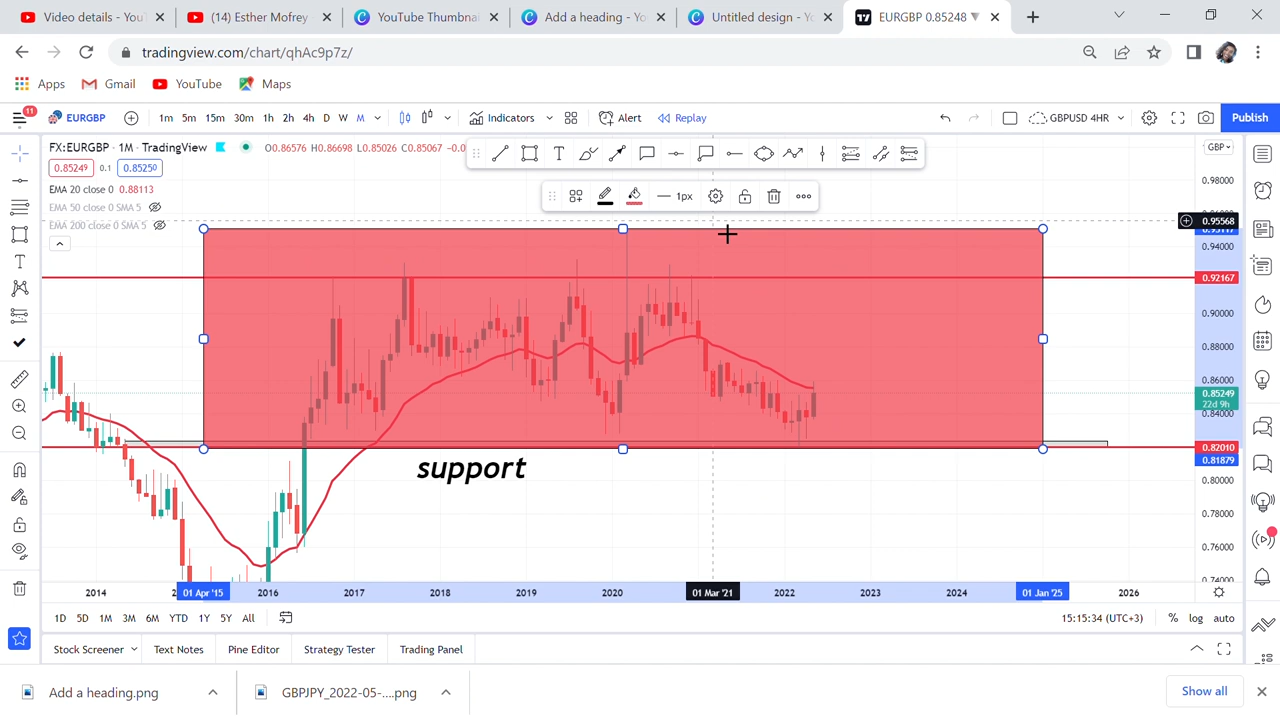 Video details - You
(14) Esther Mofrey
YouTube Thumbnai
Add a heading - Yo
Untitled design - Yo
EURGBP 0.85248
tradingview.com/chart/qhAc9p7z/
Apps
Gmail
YouTube
Maps
11
EURGBP
1m 5m 15m 30m 1h 2h 4h D W M
Indicators
Alert
Replay
GBPUSD 4HR
Publish
FX:EURGBP · 1M · TradingView
O0.86576 H0.86698 L0.85026 C0.85067
GBP
0.85249 0.1 0.85250
EMA 20 close 0 0.88113
EMA 50 close 0 SMA 5
EMA 200 close 0 SMA 5
1px
0.98000
0.95568
0.94000
0.92167
0.90000
0.88000
0.86000
0.85249
22d 9h
0.84000
0.82010
0.81879
0.80000
0.78000
0.76000
0.74000
support
2014
01 Apr '15
2016 2017 2018 2019 2020
01 Mar '21
2022 2023 2024
01 Jan '25
2026
1D 5D 1M 3M 6M YTD 1Y 5Y All
15:15:34 (UTC+3)
% log auto
Stock Screener
Text Notes
Pine Editor
Strategy Tester
Trading Panel
Add a heading.png
GBPJPY_2022-05-....png
Show all